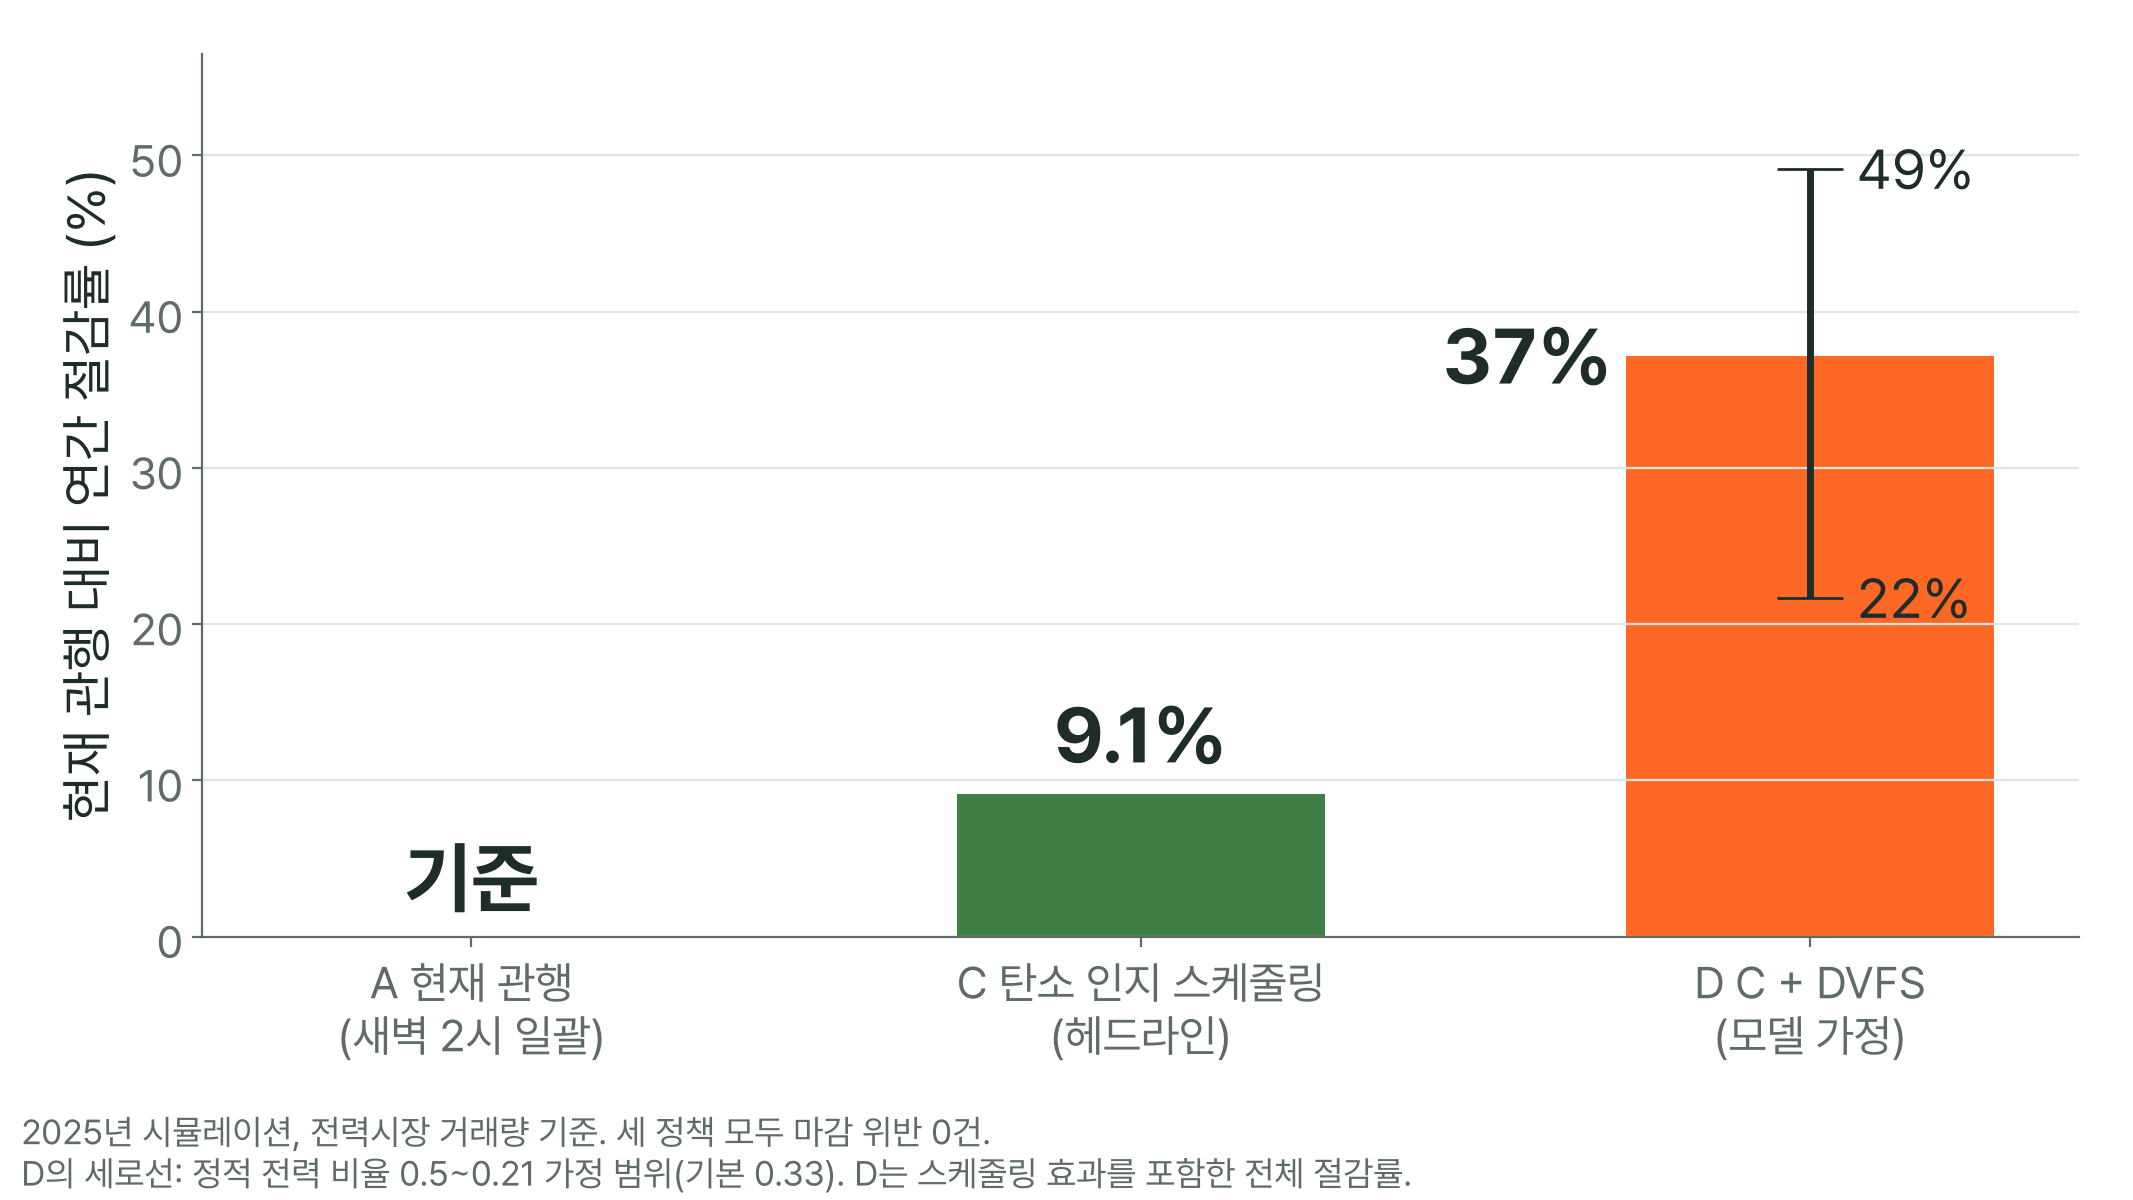 현재 관행 대비 연간 절감률 (%)
50
40
30
20
10
0
기준
9.1%
37%
49%
22%
A 현재 관행
(새벽 2시 일괄)
C 탄소 인지 스케줄링
(헤드라인)
D C + DVFS
(모델 가정)
2025년 시뮬레이션, 전력시장 거래량 기준. 세 정책 모두 마감 위반 0건.
D의 세로선: 정적 전력 비율 0.5~0.21 가정 범위(기본 0.33). D는 스케줄링 효과를 포함한 전체 절감률.